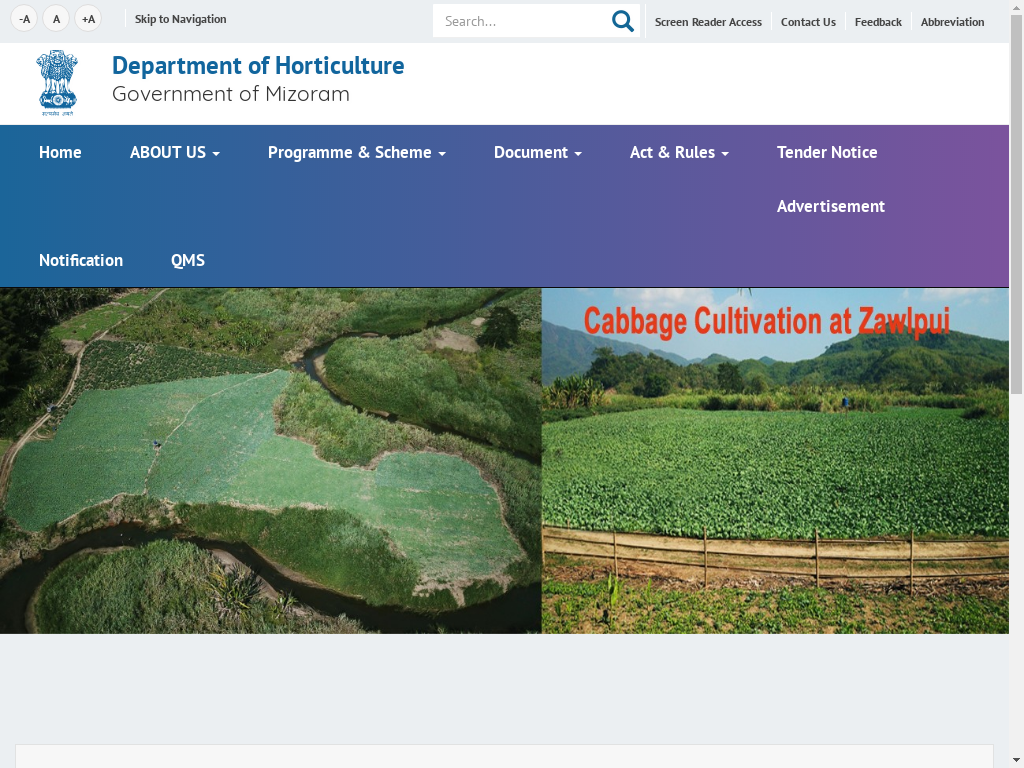 -A A +A Skip to Navigation Search... Screen Reader Access Contact Us Feedback Abbreviation
सत्यमेव जयते
Department of Horticulture
Government of Mizoram
Home ABOUT US Programme & Scheme Document Act & Rules Tender Notice
Advertisement
Notification QMS
Cabbage Cultivation at Zawlpui